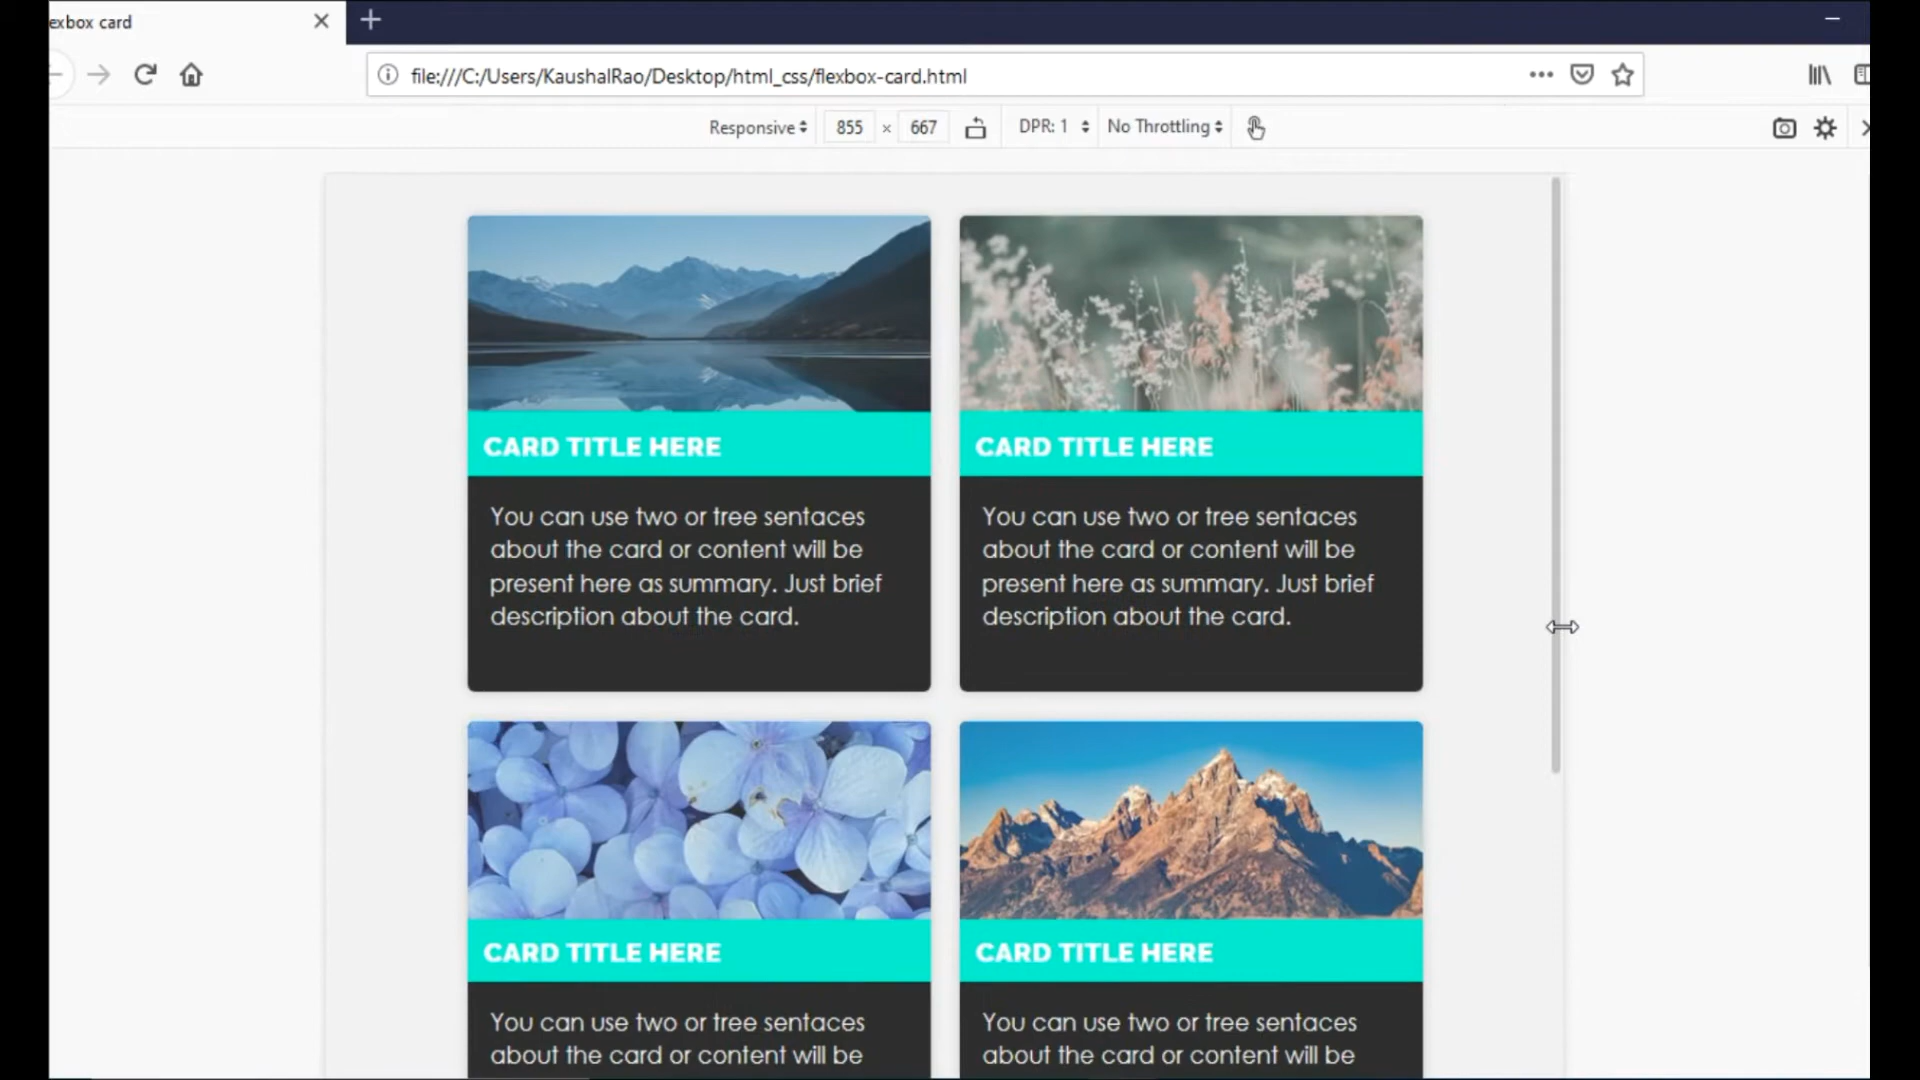 exbox card
file:///C:/Users/KaushalRao/Desktop/html_css/flexbox-card.html
Responsive 855 × 667 DPR: 1 No Throttling
CARD TITLE HERE
You can use two or tree sentaces
about the card or content will be
present here as summary. Just brief
description about the card.
CARD TITLE HERE
You can use two or tree sentaces
about the card or content will be
present here as summary. Just brief
description about the card.
CARD TITLE HERE
You can use two or tree sentaces
about the card or content will be
CARD TITLE HERE
You can use two or tree sentaces
about the card or content will be